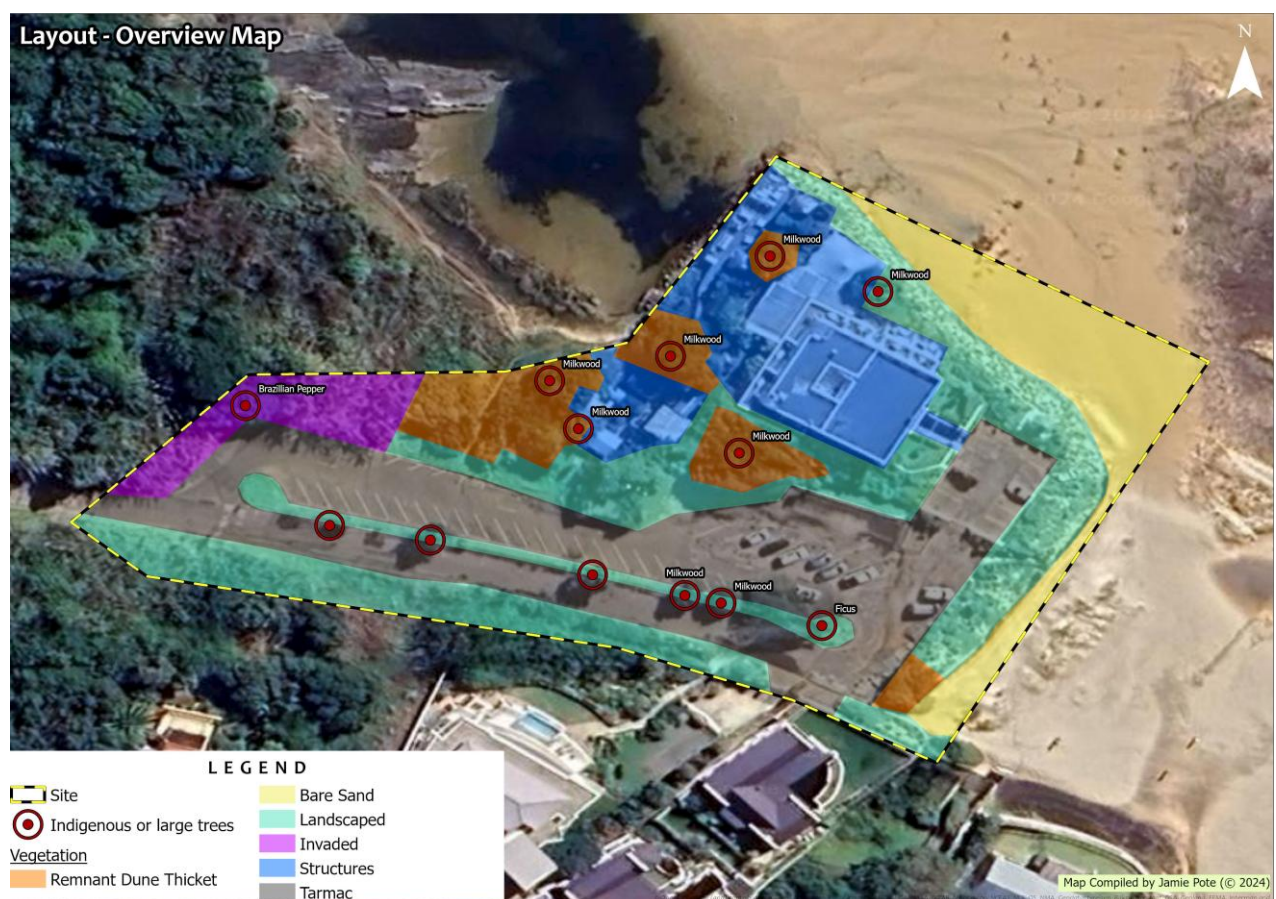 Layout - Overview Map
N
Milkwood
Milkwood
Milkwood
Milkwood
Brazillian Pepper
Milkwood
Milkwood
Milkwood
Milkwood
Ficus
LEGEND
Site
Indigenous or large trees
Vegetation
Remnant Dune Thicket
Bare Sand
Landscaped
Invaded
Structures
Tarmac
Map Compiled by Jamie Pote (© 2024)